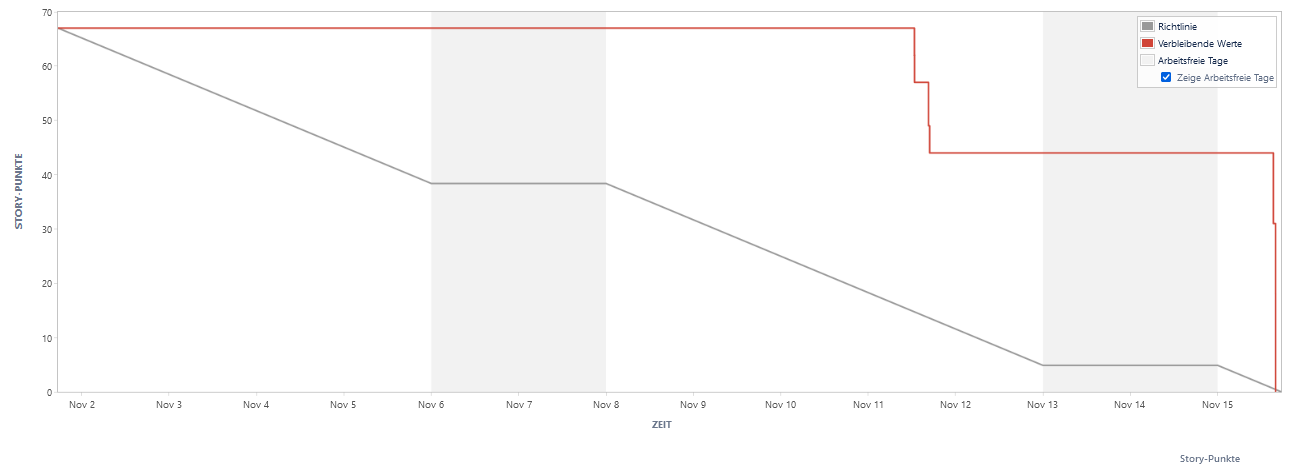 70
60
50
40
30
20
10
0
STORY-PUNKTE
Richtlinie
Verbleibende Werte
Arbeitsfreie Tage
Zeige Arbeitsfreie Tage
Nov 2 Nov 3 Nov 4 Nov 5 Nov 6 Nov 7 Nov 8 Nov 9 Nov 10 Nov 11 Nov 12 Nov 13 Nov 14 Nov 15
ZEIT
Story-Punkte